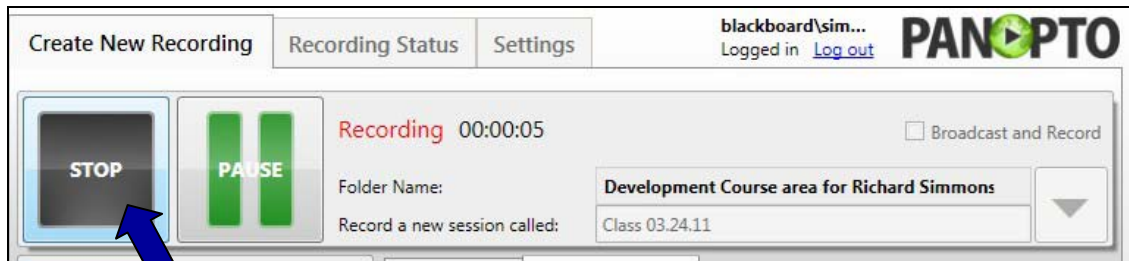 Create New Recording Recording Status Settings blackboard\sim... PANOPTO
Logged in Log out
Recording 00:00:05 Broadcast and Record
STOP PAUSE
Folder Name: Development Course area for Richard Simmons
Record a new session called: Class 03.24.11